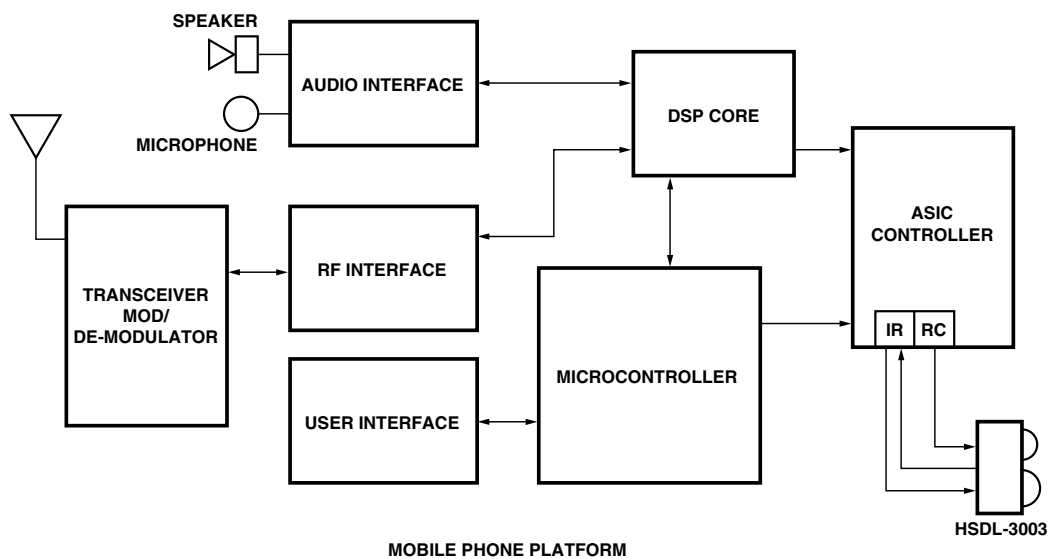 SPEAKER
AUDIO INTERFACE
MICROPHONE
DSP CORE
ASIC
CONTROLLER
RF INTERFACE
TRANSCEIVER
MOD/
DE-MODULATOR
IR
RC
MICROCONTROLLER
USER INTERFACE
HSDL-3003
MOBILE PHONE PLATFORM